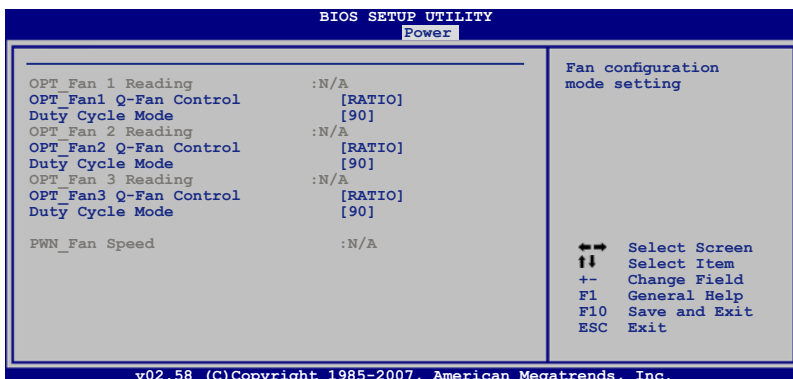 BIOS SETUP UTILITY
Power
OPT_Fan 1 Reading :N/A
OPT_Fan1 Q-Fan Control [RATIO]
Duty Cycle Mode [90]
OPT_Fan 2 Reading :N/A
OPT_Fan2 Q-Fan Control [RATIO]
Duty Cycle Mode [90]
OPT_Fan 3 Reading :N/A
OPT_Fan3 Q-Fan Control [RATIO]
Duty Cycle Mode [90]
PWN_Fan Speed :N/A
Fan configuration
mode setting
←→ Select Screen
↑↓ Select Item
+- Change Field
F1 General Help
F10 Save and Exit
ESC Exit
v02.58 (C)Copyright 1985-2007, American Megatrends, Inc.